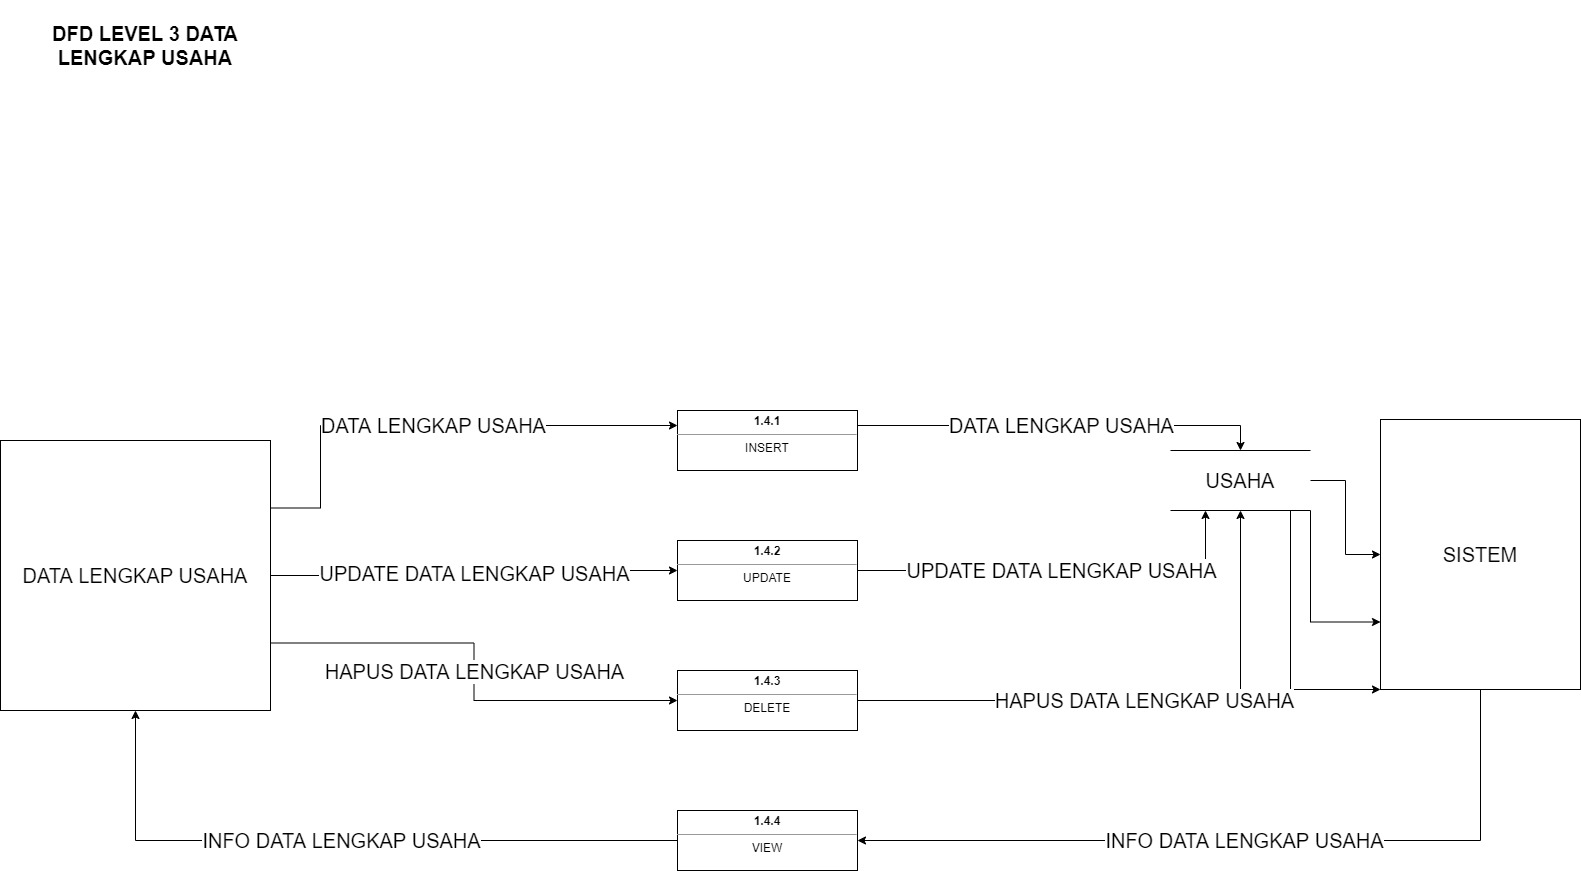 DFD LEVEL 3 DATA
LENGKAP USAHA
DATA LENGKAP USAHA
1.4.1
INSERT
DATA LENGKAP USAHA
USAHA
DATA LENGKAP USAHA
UPDATE DATA LENGKAP USAHA
1.4.2
UPDATE
UPDATE DATA LENGKAP USAHA
SISTEM
HAPUS DATA LENGKAP USAHA
1.4.3
DELETE
HAPUS DATA LENGKAP USAHA
INFO DATA LENGKAP USAHA
1.4.4
VIEW
INFO DATA LENGKAP USAHA